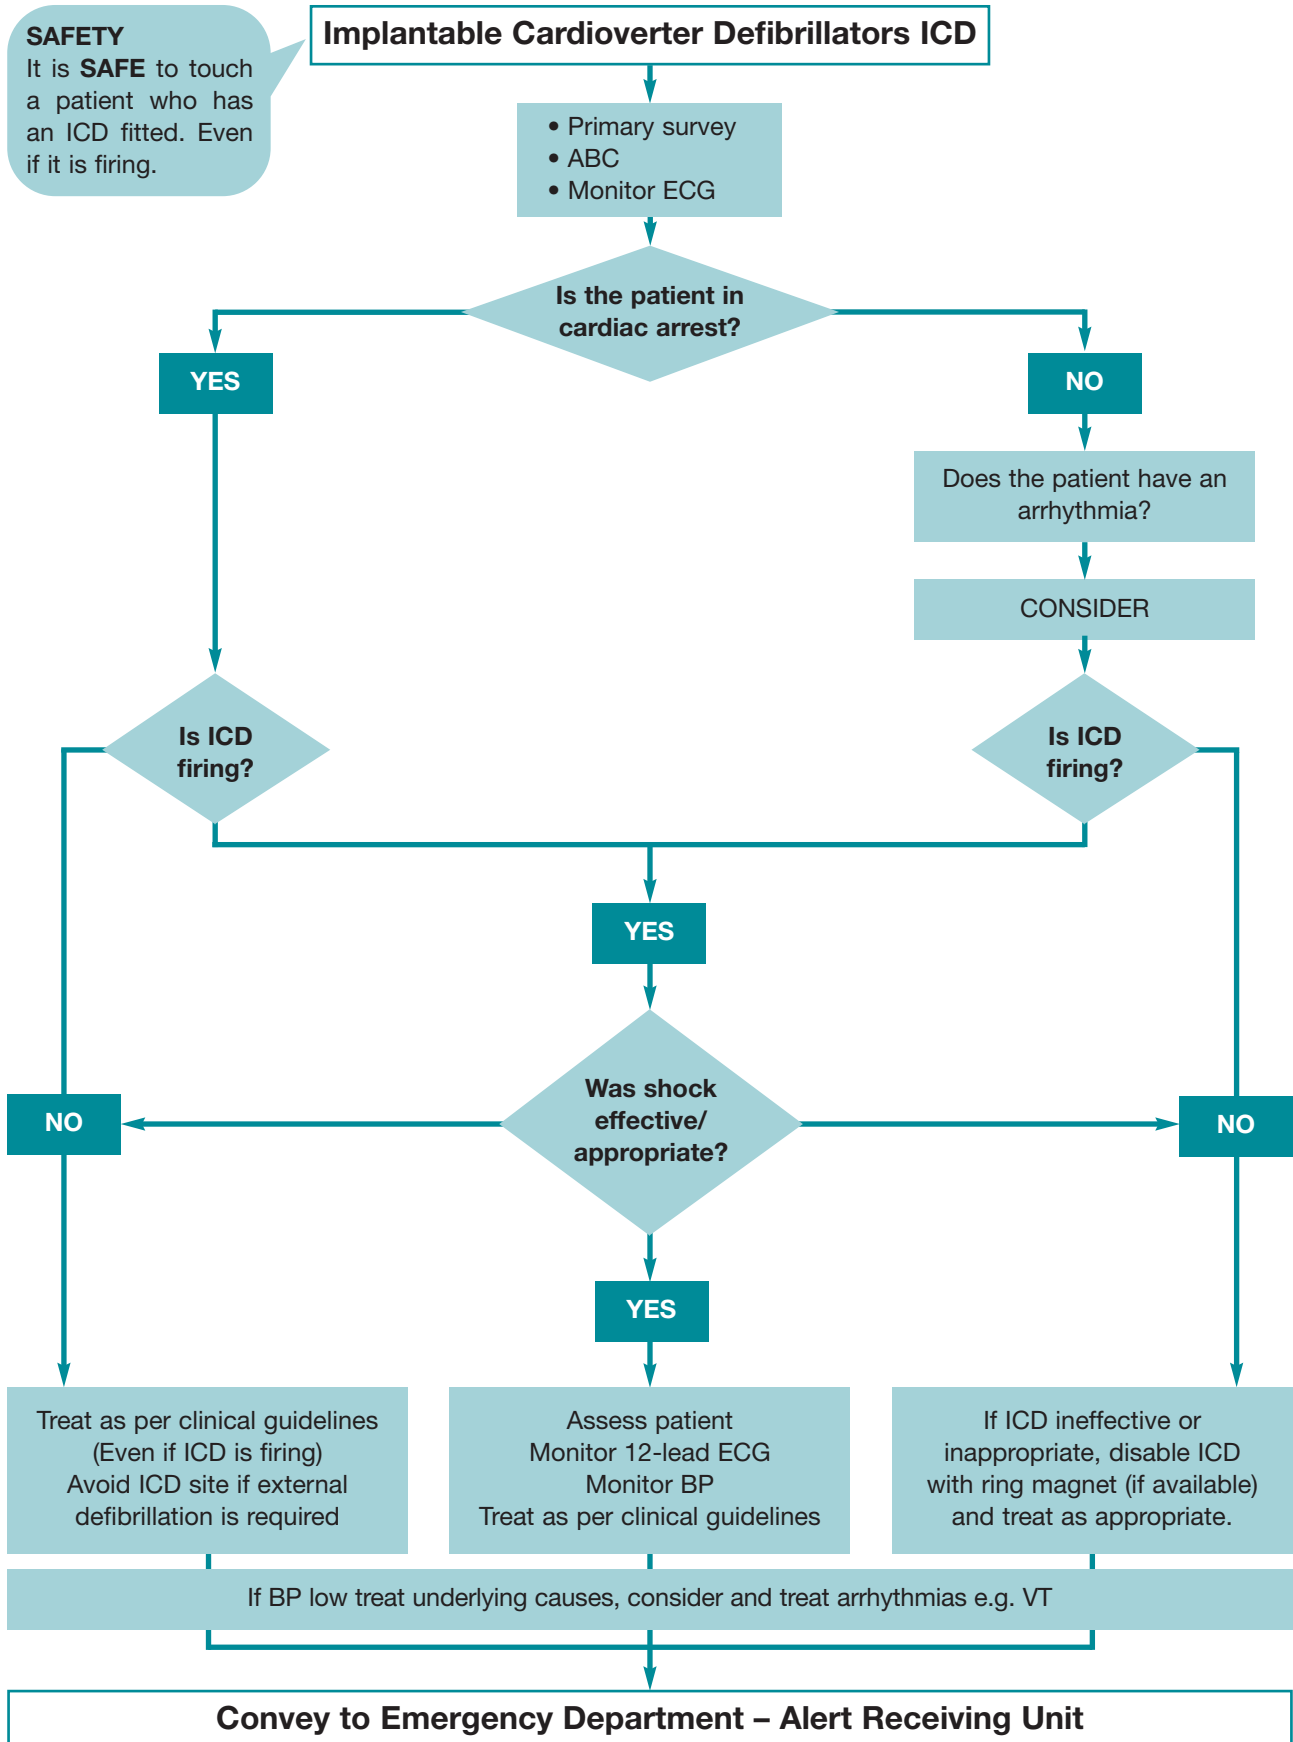 SAFETY
It is SAFE to touch
a patient who has
an ICD fitted. Even
if it is firing.
Implantable Cardioverter Defibrillators ICD
• Primary survey
• ABC
• Monitor ECG
Is the patient in
cardiac arrest?
YES
NO
Does the patient have an
arrhythmia?
CONSIDER
Is ICD
firing?
Is ICD
firing?
YES
Was shock
effective/
appropriate?
NO
NO
YES
Treat as per clinical guidelines
(Even if ICD is firing)
Avoid ICD site if external
defibrillation is required
Assess patient
Monitor 12-lead ECG
Monitor BP
Treat as per clinical guidelines
If ICD ineffective or
inappropriate, disable ICD
with ring magnet (if available)
and treat as appropriate.
If BP low treat underlying causes, consider and treat arrhythmias e.g. VT
Convey to Emergency Department – Alert Receiving Unit